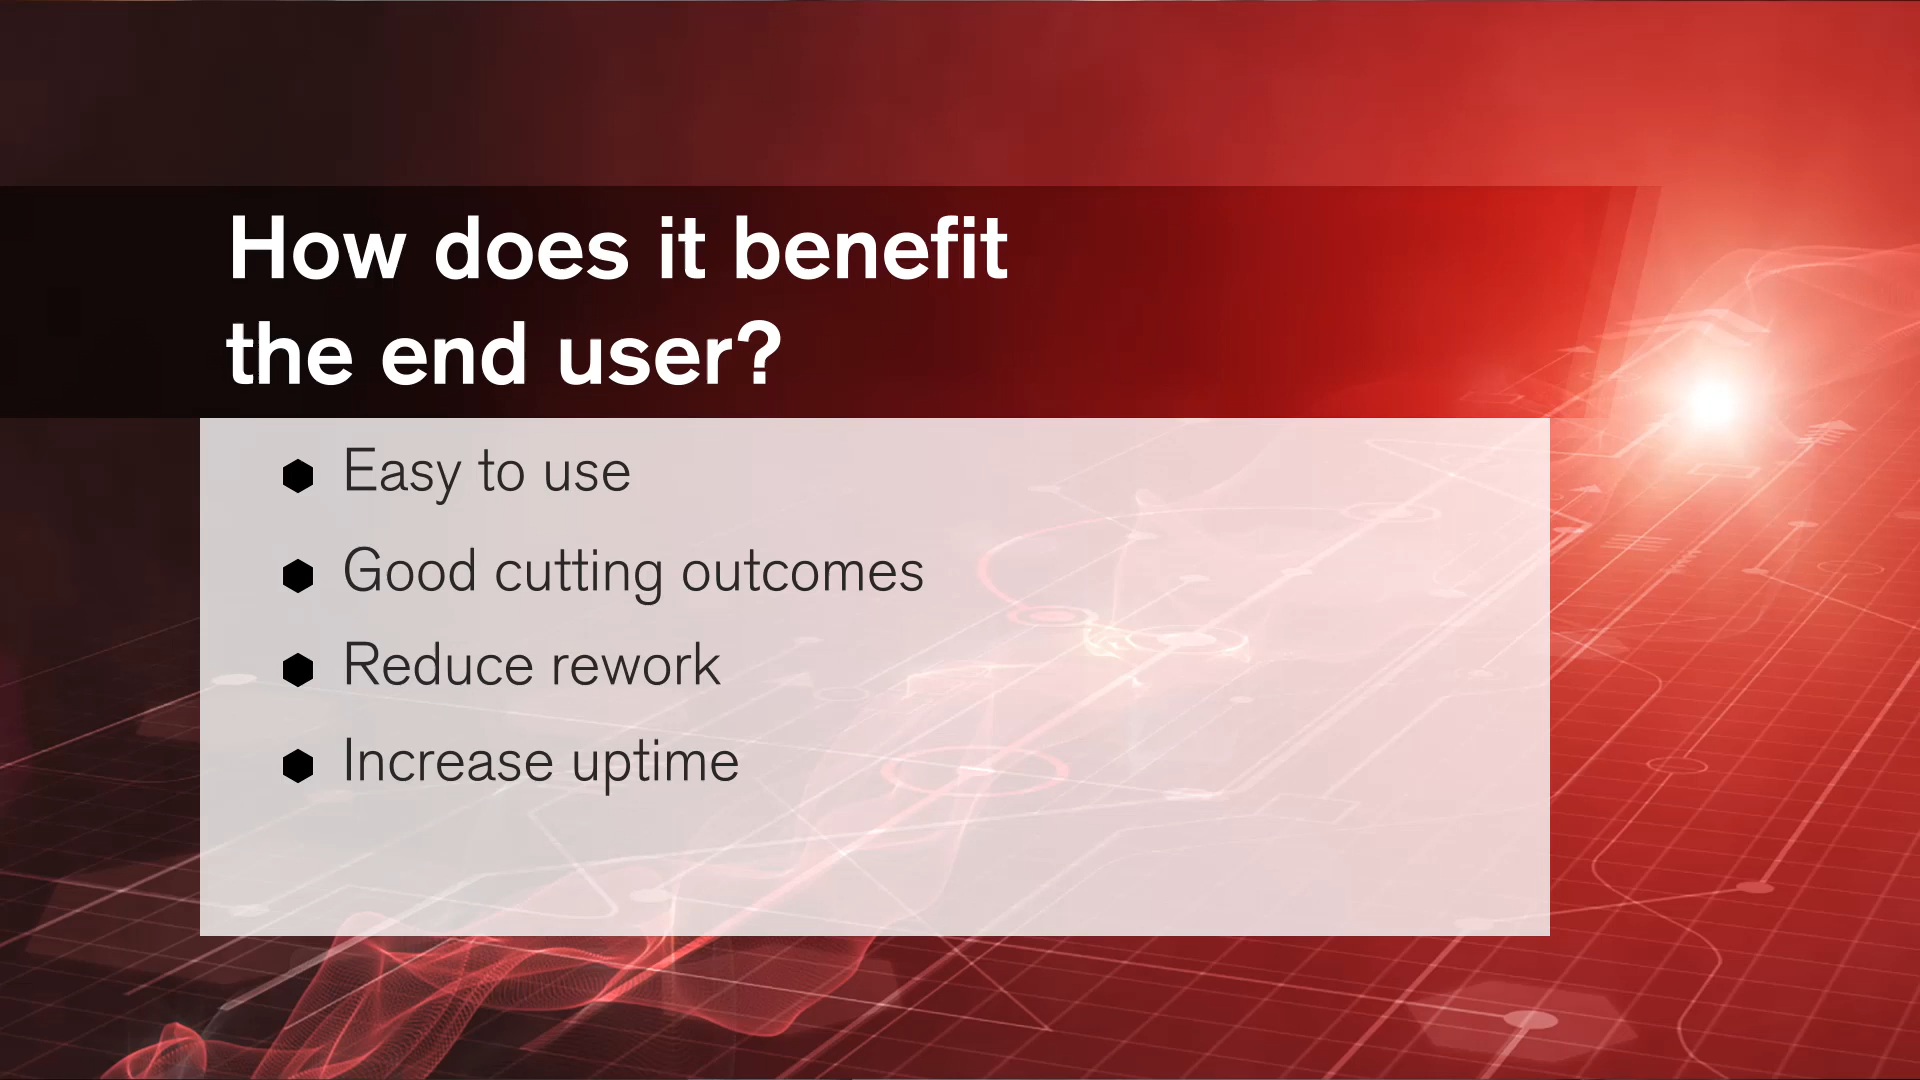 How does it benefit
the end user?
Easy to use
Good cutting outcomes
Reduce rework
Increase uptime